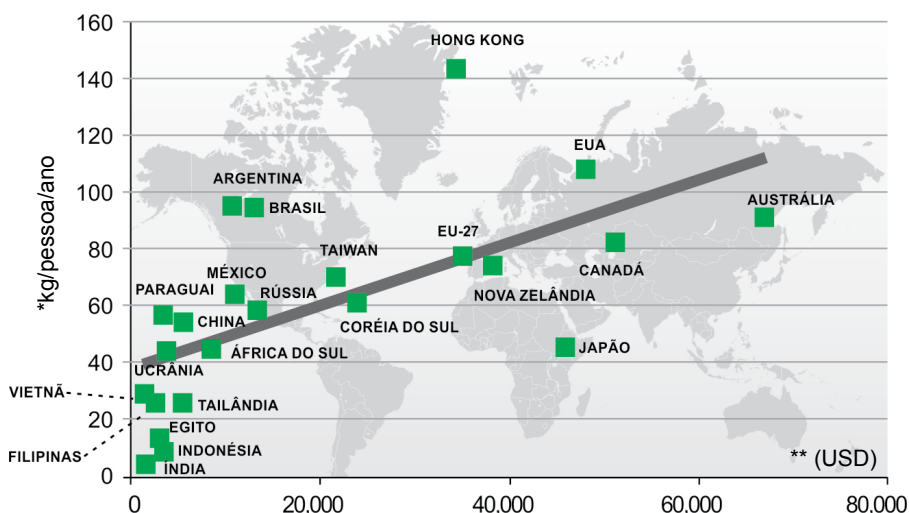 160
HONG KONG
140
120
EUA
ARGENTINA
100
AUSTRÁLIA
BRASIL
EU-27
TAIWAN
80
CANADÁ
MÉXICO
PARAGUAI
RÚSSIA
NOVA ZELÂNDIA
60
CHINA
CORÉIA DO SUL
JAPÃO
ÁFRICA DO SUL
40
UCRÂNIA
VIETNÃ
TAILÂNDIA
20
EGITO
FILIPINAS
INDONÉSIA
ÍNDIA
0
*kg/pessoa/ano
** (USD)
0
20.000
40.000
60.000
80.000